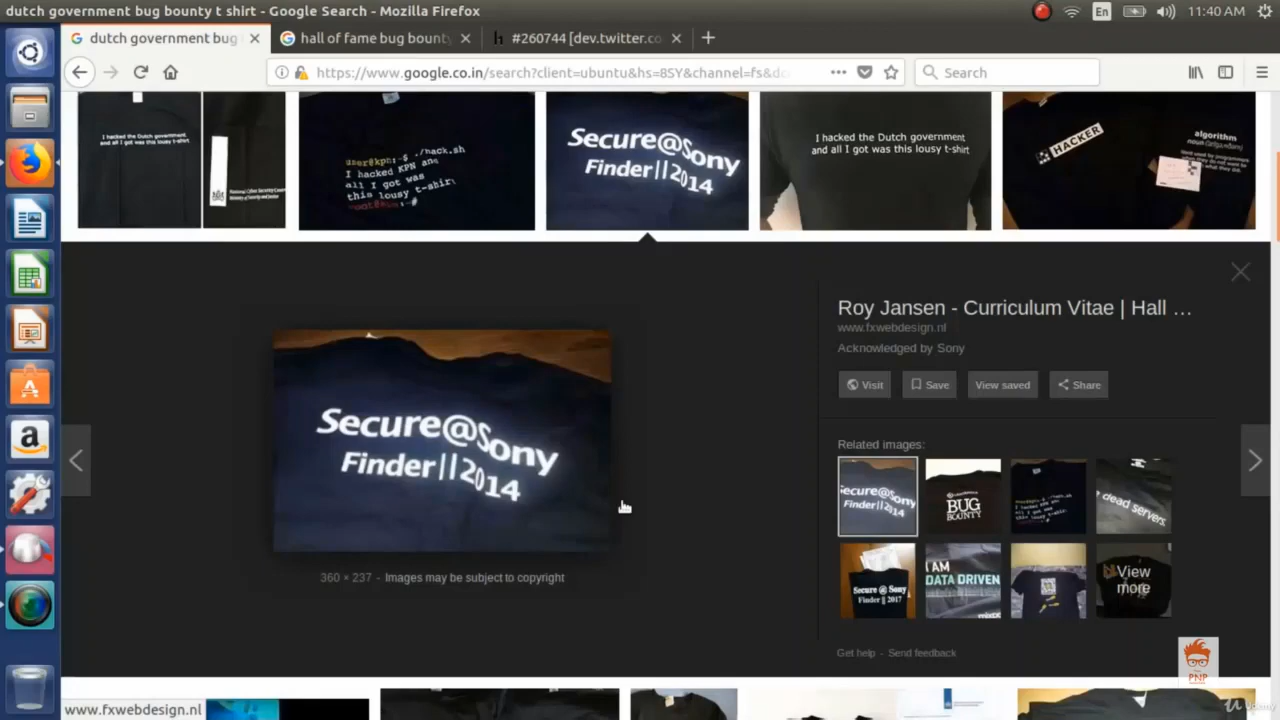 dutch government bug bounty t shirt - Google Search - Mozilla Firefox
En
11:40 AM
dutch government bug
hall of fame bug bounty
#260744 [dev.twitter.co
https://www.google.co.in/search?client=ubuntu&hs=8SY&channel=fs&d
Search
I hacked the Dutch government
and all I got was this lousy t-shirt
user@kpn:~$ ./hack.sh
I hacked KPN and
all I got was
this lousy t-shirt
Secure@Sony
Finder||2014
I hacked the Dutch government
and all I got was this lousy t-shirt
HACKER
algorithm
Secure@Sony
Finder||2014
360 × 237 - Images may be subject to copyright
Roy Jansen - Curriculum Vitae | Hall ...
www.fxwebdesign.nl
Acknowledged by Sony
Visit
Save
View saved
Share
Related images:
Secure@Sony
Finder||2014
BUG
BOUNTY
dead servers
Secure @ Sony
Finder || 2017
I AM
DATA DRIVEN
View
more
Get help - Send feedback
PNP
www.fxwebdesign.nl